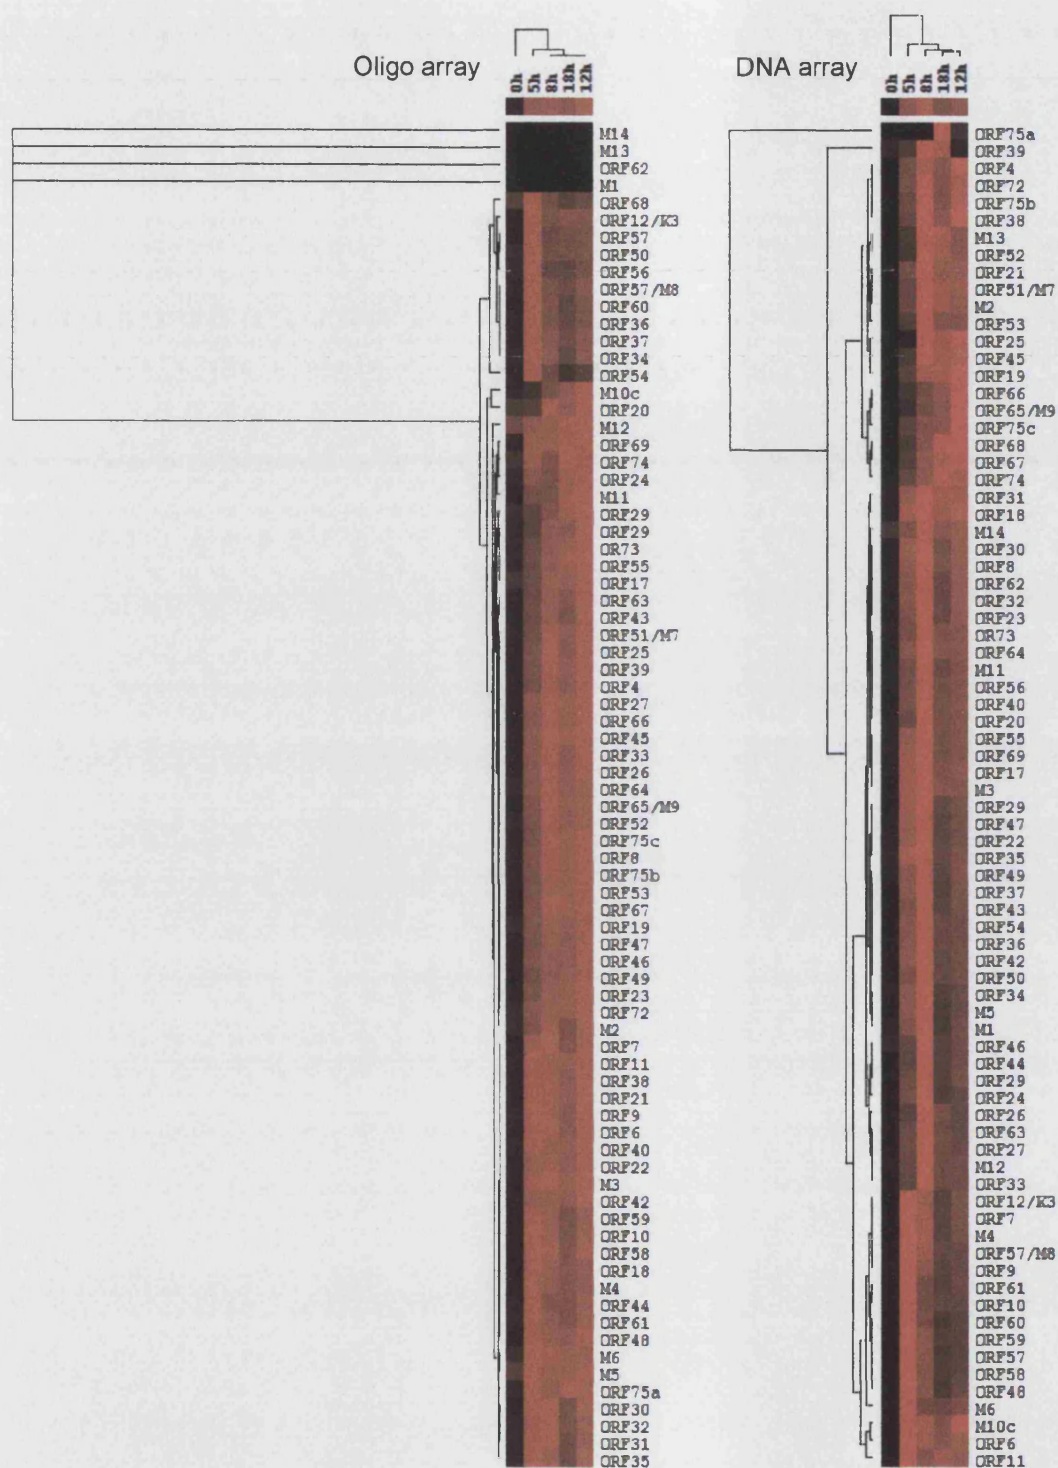 Oligo array
0h 5h 8h 18h 12h
M14
M13
ORF62
M1
ORF68
ORF12/K3
ORF57
ORF50
ORF56
ORF57/M8
ORF60
ORF36
ORF37
ORF34
ORF54
M10c
ORF20
M12
ORF69
ORF74
ORF24
M11
ORF29
ORF29
OR73
ORF55
ORF17
ORF63
ORF43
ORF51/M7
ORF25
ORF39
ORF4
ORF27
ORF66
ORF45
ORF33
ORF26
ORF64
ORF65/M9
ORF52
ORF75c
ORF8
ORF75b
ORF53
ORF67
ORF19
ORF47
ORF46
ORF49
ORF23
ORF72
M2
ORF7
ORF11
ORF38
ORF21
ORF9
ORF6
ORF40
ORF22
M3
ORF42
ORF59
ORF10
ORF58
ORF18
M4
ORF44
ORF61
ORF48
M6
M5
ORF75a
ORF30
ORF32
ORF31
ORF35
DNA array
0h 5h 8h 18h 12h
ORF75a
ORF39
ORF4
ORF72
ORF75b
ORF38
M13
ORF52
ORF21
ORF51/M7
M2
ORF53
ORF25
ORF45
ORF19
ORF66
ORF65/M9
ORF75c
ORF68
ORF67
ORF74
ORF31
ORF18
M14
ORF30
ORF8
ORF62
ORF32
ORF23
OR73
ORF64
M11
ORF56
ORF40
ORF20
ORF55
ORF69
ORF17
M3
ORF29
ORF47
ORF22
ORF35
ORF49
ORF37
ORF43
ORF54
ORF36
ORF42
ORF50
ORF34
M5
M1
ORF46
ORF44
ORF29
ORF24
ORF26
ORF63
ORF27
M12
ORF33
ORF12/K3
ORF7
M4
ORF57/M8
ORF9
ORF61
ORF10
ORF60
ORF59
ORF57
ORF58
ORF48
M6
M10c
ORF6
ORF11